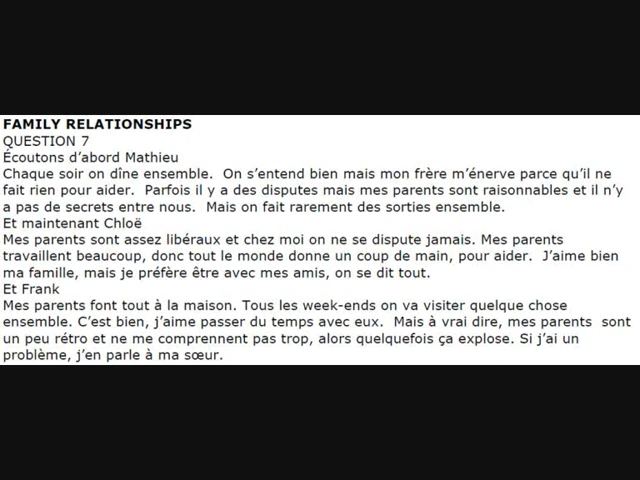 FAMILY RELATIONSHIPS
QUESTION 7
Écoutons d’abord Mathieu
Chaque soir on dîne ensemble.  On s’entend bien mais mon frère m’énerve parce qu’il ne
fait rien pour aider.  Parfois il y a des disputes mais mes parents sont raisonnables et il n’y
a pas de secrets entre nous.  Mais on fait rarement des sorties ensemble.
Et maintenant Chloë
Mes parents sont assez libéraux et chez moi on ne se dispute jamais. Mes parents
travaillent beaucoup, donc tout le monde donne un coup de main, pour aider.  J’aime bien
ma famille, mais je préfère être avec mes amis, on se dit tout.
Et Frank
Mes parents font tout à la maison. Tous les week-ends on va visiter quelque chose
ensemble. C’est bien, j’aime passer du temps avec eux.  Mais à vrai dire, mes parents  sont
un peu rétro et ne me comprennent pas trop, alors quelquefois ça explose. Si j’ai un
problème, j’en parle à ma sœur.